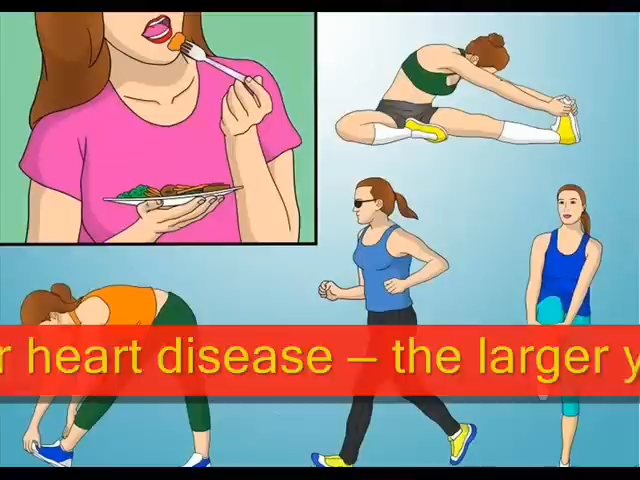 r heart disease – the larger y